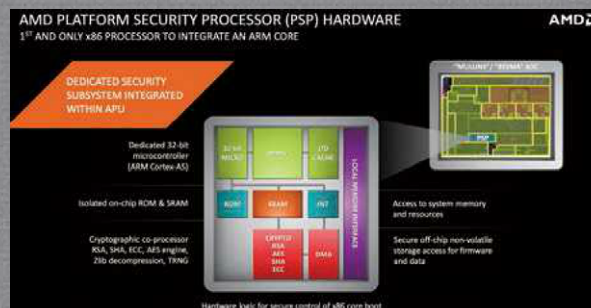 AMD PLATFORM SECURITY PROCESSOR (PSP) HARDWARE
1ST AND ONLY x86 PROCESSOR TO INTEGRATE AN ARM CORE
AMD
DEDICATED SECURITY
SUBSYSTEM INTEGRATED
WITHIN APU
PSP
Dedicated 32-bit
microcontroller
(ARM Cortex-A5)
32-bit
MICRO
I/D
CACHE
LOCAL MEMORY INTERFACE
Isolated on-chip ROM & SRAM
ROM
SRAM
INT
Access to system memory
and resources
Cryptographic co-processor
RSA, SHA, ECC, AES engine,
Zlib decompression, TRNG
CRYPTO
RSA
AES
SHA
ECC
DMA
Secure off-chip non-volatile
storage access for firmware
and data
Hardware logic for secure control of x86 core boot